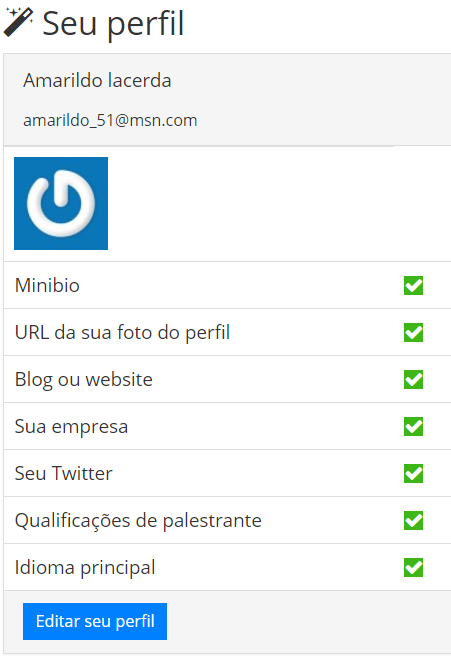 Seu perfil
Amarildo lacerda
amarildo_51@msn.com
Minibio
URL da sua foto do perfil
Blog ou website
Sua empresa
Seu Twitter
Qualificações de palestrante
Idioma principal
Editar seu perfil